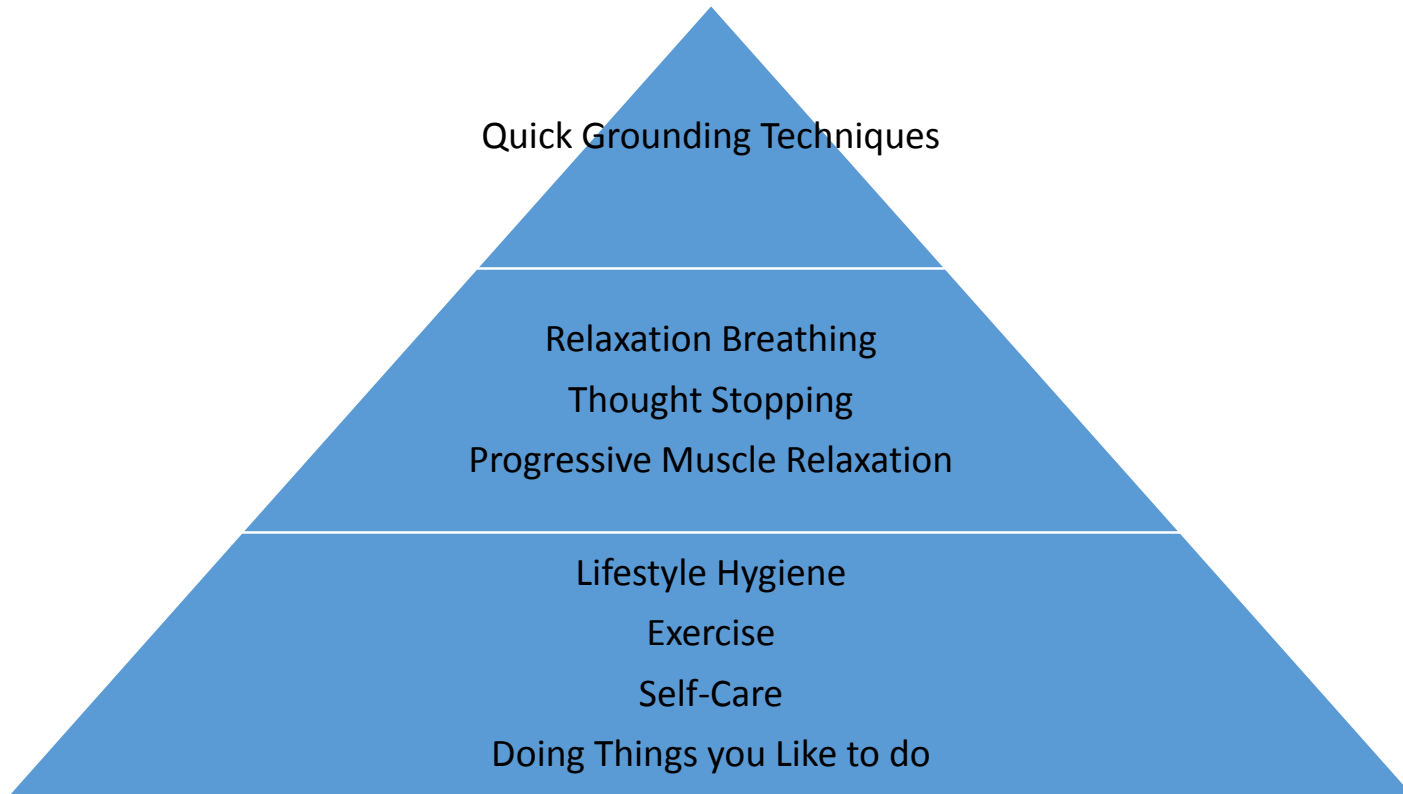 Quick Grounding Techniques
Relaxation Breathing
Thought Stopping
Progressive Muscle Relaxation
Lifestyle Hygiene
Exercise
Self-Care
Doing Things you Like to do